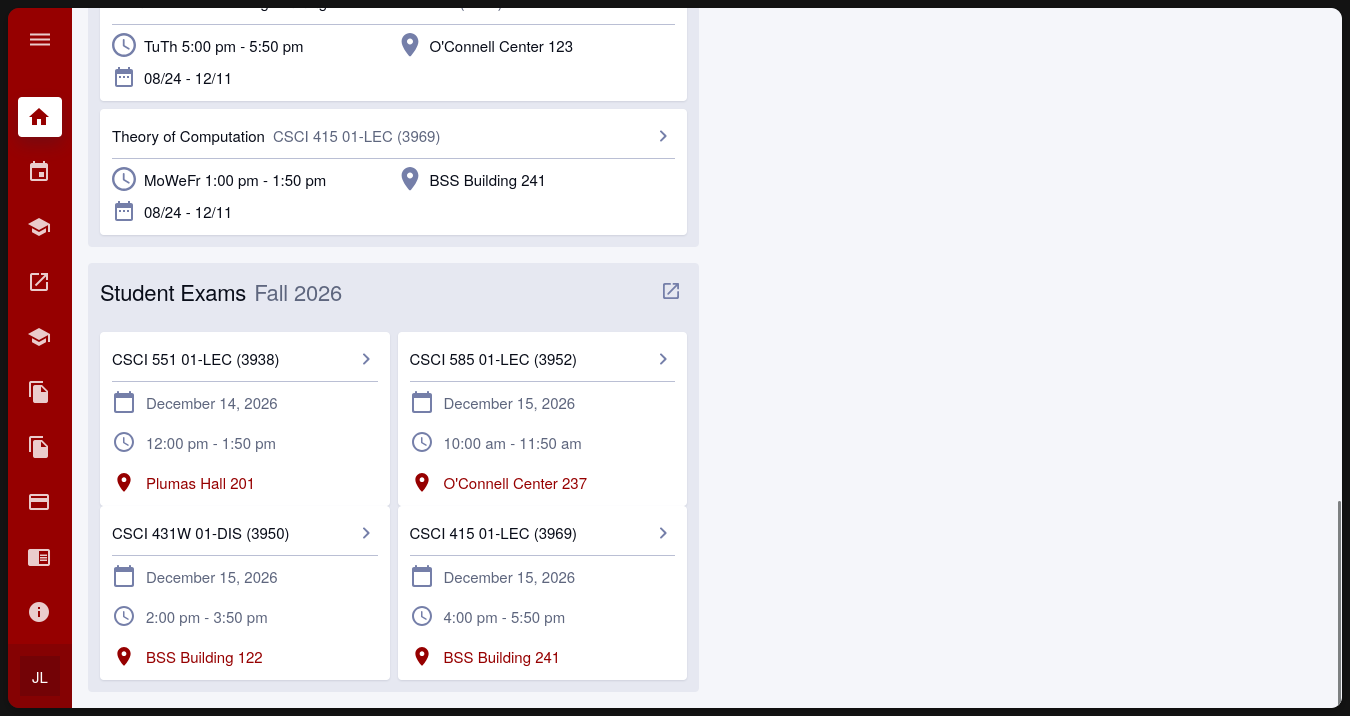 TuTh 5:00 pm - 5:50 pm
O'Connell Center 123
08/24 - 12/11
Theory of Computation CSCI 415 01-LEC (3969)
MoWeFr 1:00 pm - 1:50 pm
BSS Building 241
08/24 - 12/11
Student Exams Fall 2026
CSCI 551 01-LEC (3938)
December 14, 2026
12:00 pm - 1:50 pm
Plumas Hall 201
CSCI 585 01-LEC (3952)
December 15, 2026
10:00 am - 11:50 am
O'Connell Center 237
CSCI 431W 01-DIS (3950)
December 15, 2026
2:00 pm - 3:50 pm
BSS Building 122
CSCI 415 01-LEC (3969)
December 15, 2026
4:00 pm - 5:50 pm
BSS Building 241
JL